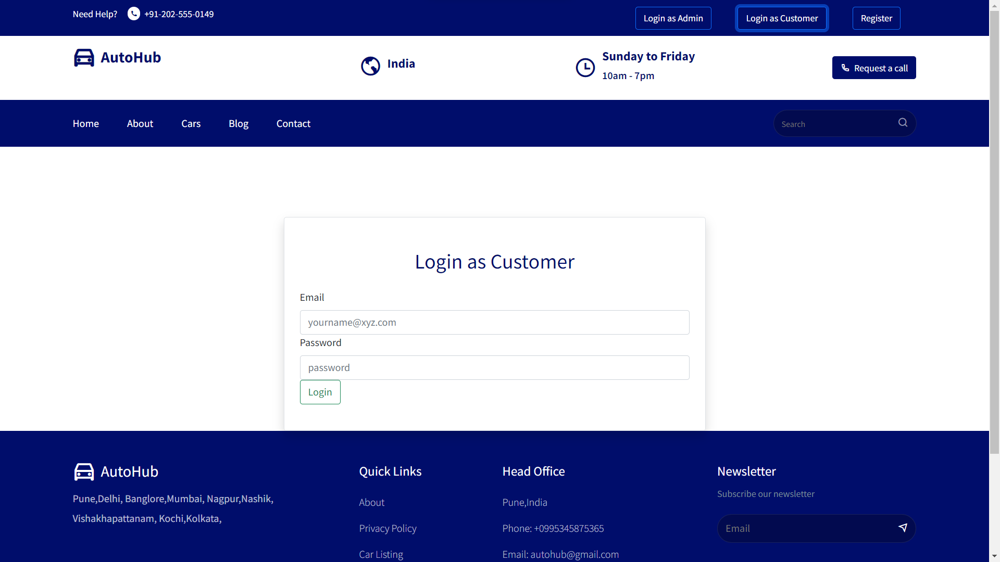 Need Help? +91-202-555-0149
Login as Admin
Login as Customer
Register
AutoHub
India
Sunday to Friday
10am - 7pm
Request a call
Home About Cars Blog Contact
Search
Login as Customer
Email
yourname@xyz.com
Password
password
Login
AutoHub
Pune,Delhi, Banglore,Mumbai, Nagpur,Nashik,
Vishakhapattanam, Kochi,Kolkata,
Quick Links
About
Privacy Policy
Car Listing
Head Office
Pune,India
Phone: +0995345875365
Email: autohub@gmail.com
Newsletter
Subscribe our newsletter
Email